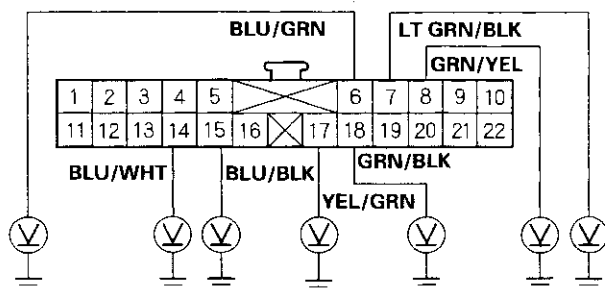 BLU/GRN LT GRN/BLK
GRN/YEL
1 2 3 4 5 6 7 8 9 10
11 12 13 14 15 16 17 18 19 20 21 22
BLU/WHT BLU/BLK GRN/BLK
YEL/GRN
V V V V V V V